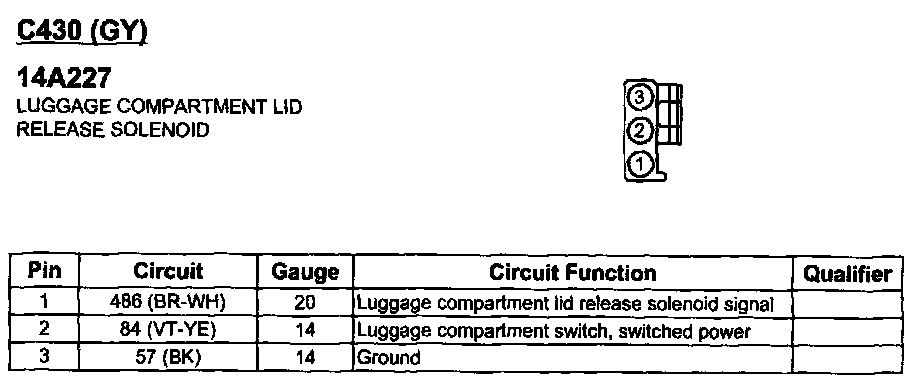 C430 (GY)
14A227
LUGGAGE COMPARTMENT LID
RELEASE SOLENOID
3
2
1
Pin Circuit Gauge Circuit Function Qualifier
1 486 (BR-WH) 20 Luggage compartment lid release solenoid signal
2 84 (VT-YE) 14 Luggage compartment switch, switched power
3 57 (BK) 14 Ground